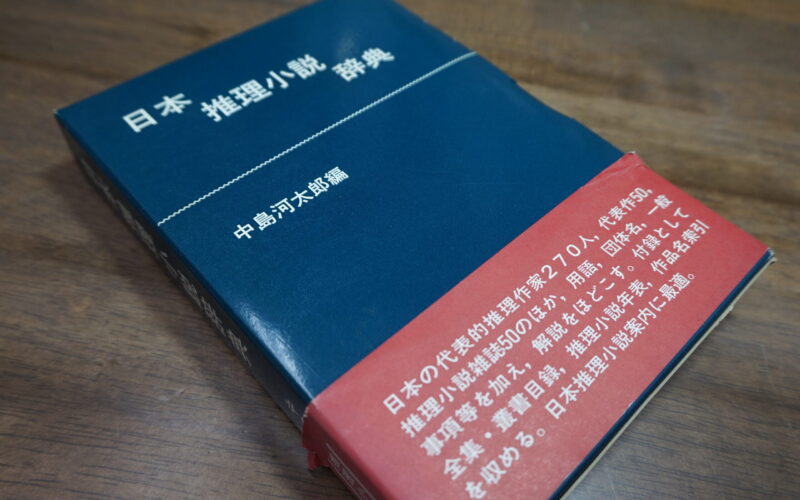 日本 推理小説 辞典
中島河太郎編
日本の代表的推理作家270人，代表作50，
推理小説雑誌50のほか，用語，団体名，一般
事項等を加え，解説をほどこす。付録として
全集・叢書目録，推理小説年表，作品名索引
を収める。日本推理小説案内に最適。